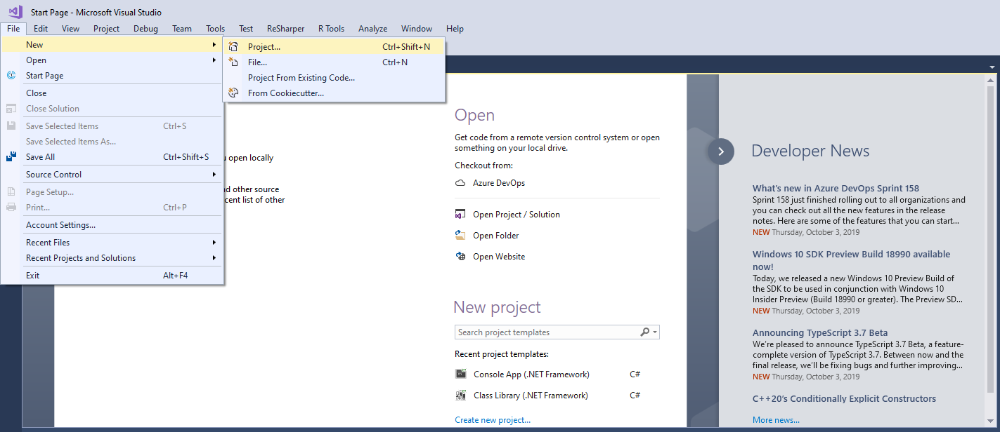 Start Page - Microsoft Visual Studio
File Edit View Project Debug Team Tools Test ReSharper R Tools Analyze Window Help
New
Open
Start Page
Close
Close Solution
Save Selected Items Ctrl+S
Save Selected Items As...
Save All Ctrl+Shift+S
Source Control
Page Setup...
Print... Ctrl+P
Account Settings...
Recent Files
Recent Projects and Solutions
Exit Alt+F4
Project... Ctrl+Shift+N
File... Ctrl+N
Project From Existing Code...
From Cookiecutter...
open locally
other source
list of other
Open
Get code from a remote version control system or open
something on your local drive.
Checkout from:
Azure DevOps
Open Project / Solution
Open Folder
Open Website
New project
Search project templates
Recent project templates:
Console App (.NET Framework) C#
Class Library (.NET Framework) C#
Create new project...
Developer News
What's new in Azure DevOps Sprint 158
Sprint 158 just finished rolling out to all organizations and
you can check out all the new features in the release
notes. Here are some of the features that you can start...
NEW Thursday, October 3, 2019
Windows 10 SDK Preview Build 18990 available
now!
Today, we released a new Windows 10 Preview Build of
the SDK to be used in conjunction with Windows 10
Insider Preview (Build 18990 or greater). The Preview SD...
NEW Thursday, October 3, 2019
Announcing TypeScript 3.7 Beta
We're pleased to announce TypeScript 3.7 Beta, a feature-
complete version of TypeScript 3.7. Between now and the
final release, we'll be fixing bugs and further improving...
NEW Thursday, October 3, 2019
C++20's Conditionally Explicit Constructors
More news...